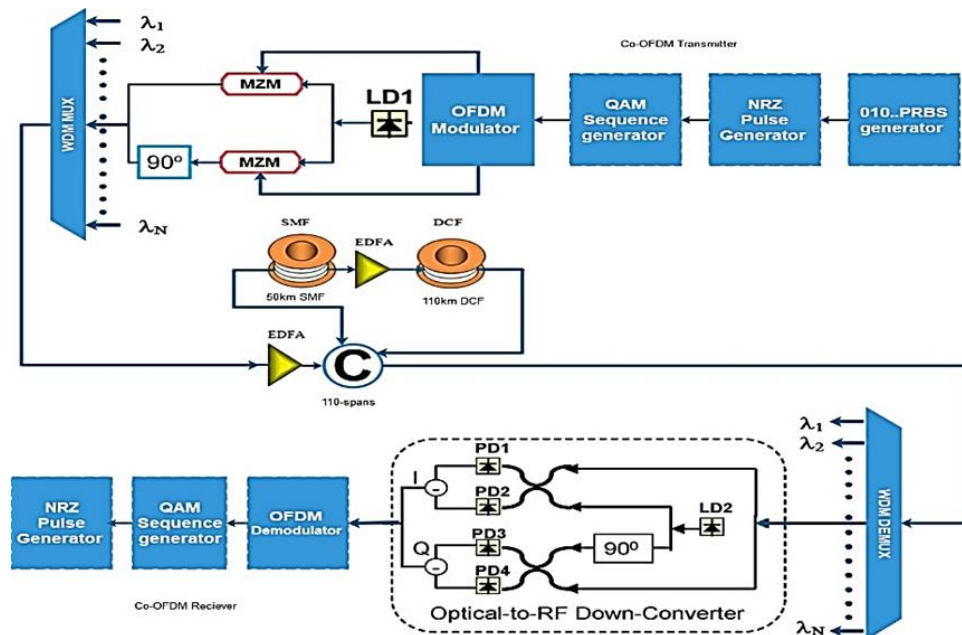 λ1
λ2
λN
WDM MUX
90°
MZM
MZM
LD1
OFDM
Modulator
Co-OFDM Transmitter
QAM
Sequence
generator
NRZ
Pulse
Generator
010..PRBS
generator
SMF
50km SMF
EDFA
DCF
110km DCF
EDFA
C
110-spans
NRZ
Pulse
Generator
QAM
Sequence
generator
OFDM
Demodulator
Co-OFDM Reciever
I
Q
PD1
PD2
PD3
PD4
90°
LD2
Optical-to-RF Down-Converter
λ1
λ2
λN
WDM DEMUX